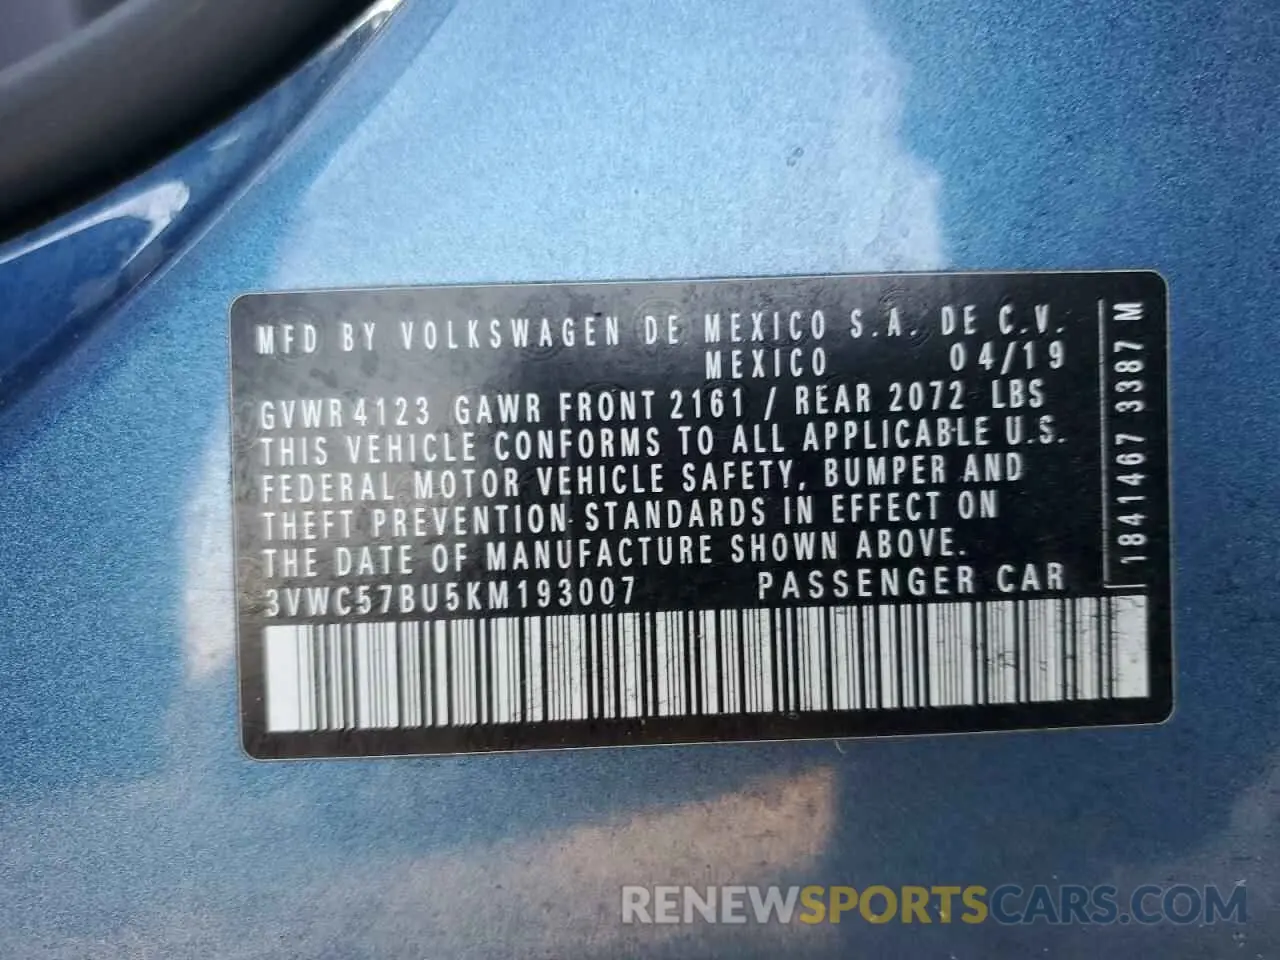 MFD BY VOLKSWAGEN DE MEXICO S.A. DE C.V.
MEXICO 04/19
GVWR 4123 GAWR FRONT 2161 / REAR 2072 LBS
THIS VEHICLE CONFORMS TO ALL APPLICABLE U.S.
FEDERAL MOTOR VEHICLE SAFETY, BUMPER AND
THEFT PREVENTION STANDARDS IN EFFECT ON
THE DATE OF MANUFACTURE SHOWN ABOVE.
3VWC57BU5KM193007 PASSENGER CAR
1841467 3387 M
RENEWSPORTSCARS.COM